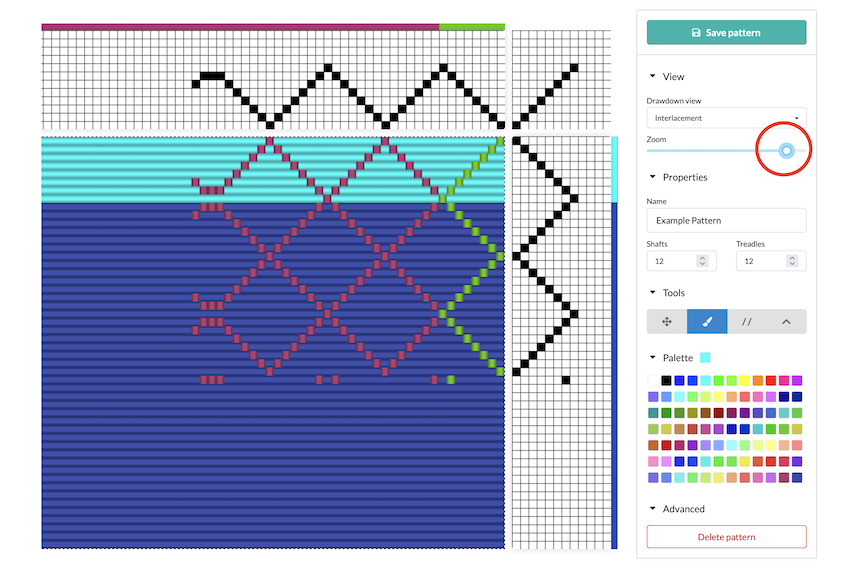 Save pattern
View
Drawdown view
Interlacement
Zoom
Properties
Name
Example Pattern
Shafts
Treadles
12
12
Tools
Palette
Advanced
Delete pattern